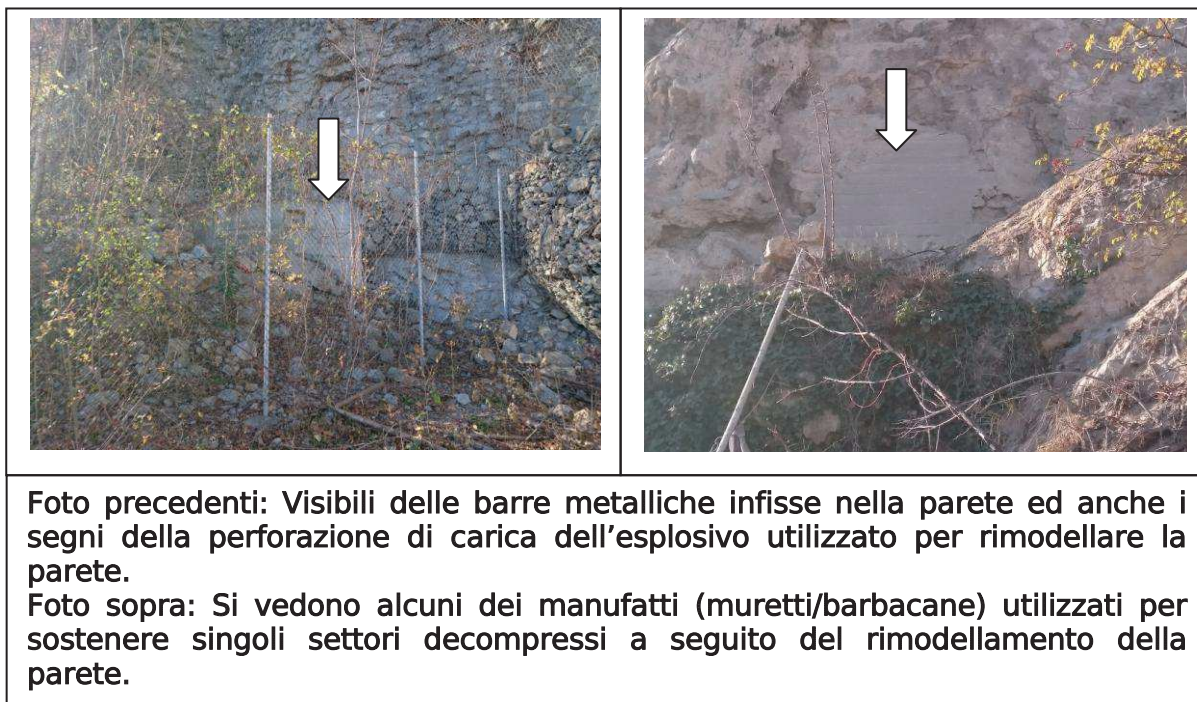 Foto precedenti: Visibili delle barre metalliche infisse nella parete ed anche i
segni della perforazione di carica dell’esplosivo utilizzato per rimodellare la
parete.
Foto sopra: Si vedono alcuni dei manufatti (muretti/barbacane) utilizzati per
sostenere singoli settori decompressi a seguito del rimodellamento della
parete.